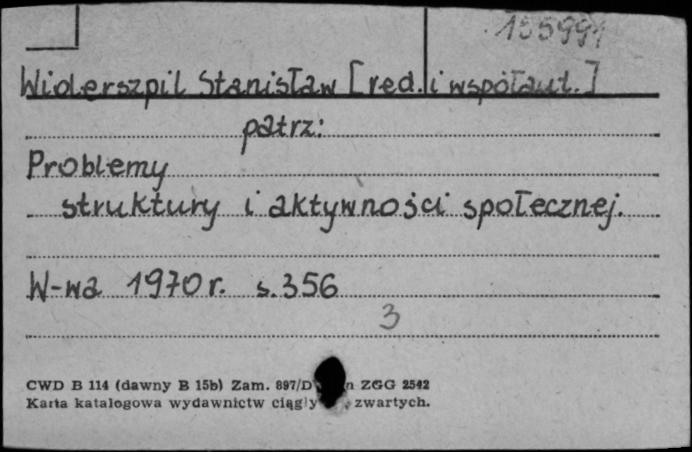 155991
Widerszpil Stanisław [red. i współaut.]
patrz:
Problemy
struktury i aktywności społecznej.
W-wa 1970 r. s. 356
3
CWD B 114 (dawny B 15b) Zam. 897/D n ZGG 2542
Karta katalogowa wydawnictw ciągły zwartych.